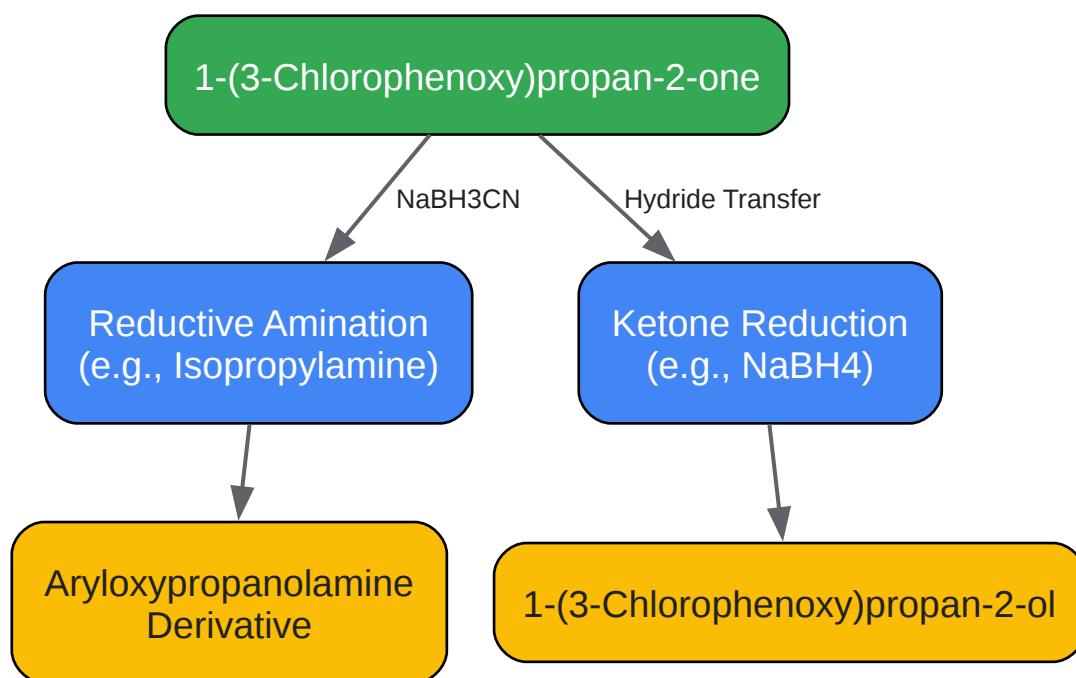 1-(3-Chlorophenoxy)propan-2-one
NaBH3CN
Hydride Transfer
Reductive Amination
(e.g., Isopropylamine)
Ketone Reduction
(e.g., NaBH4)
Aryloxypropanolamine
Derivative
1-(3-Chlorophenoxy)propan-2-ol